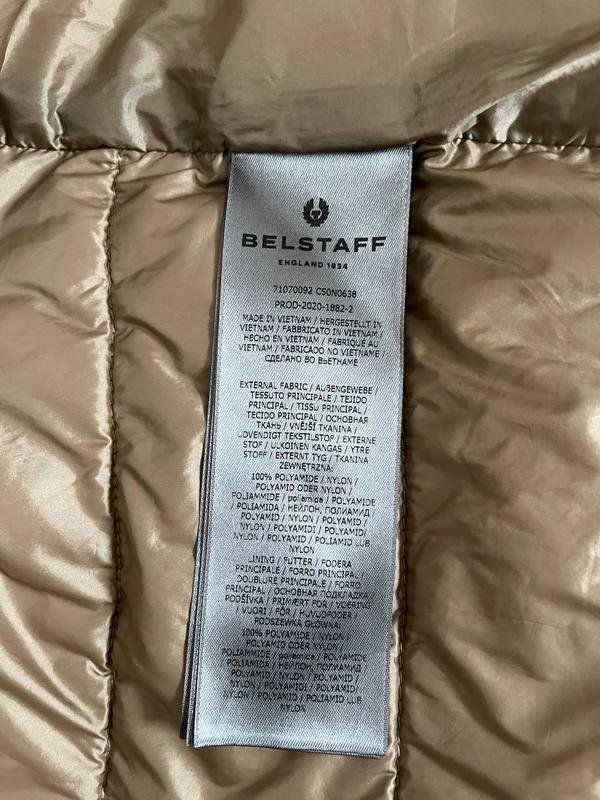 BELSTAFF
ENGLAND 1924
71070092 C50N0638
PROD-2020-1882-2
MADE IN VIETNAM / HERGESTELLT IN
VIETNAM / FABBRICATO IN VIETNAM /
HECHO EN VIETNAM / FABRIQUÉ AU
VIETNAM / FABRICADO NO VIETNAME /
СДЕЛАНО ВО ВЬЕТНАМЕ
EXTERNAL FABRIC / AUßENGEWEBE /
TESSUTO PRINCIPALE / TEJIDO
PRINCIPAL / TISSU PRINCIPAL /
TECIDO PRINCIPAL / ОСНОВНАЯ
ТКАНЬ / VNĚJŠÍ TKANINA /
UDVENDIGT TEKSTILSTOF / EXTERNE
STOF / ULKOINEN KANGAS / YTRE
STOFF / EXTERNT TYG / TKANINA
ZEWNĘTRZNA:
100% POLYAMIDE / NYLON /
POLYAMID ODER NYLON /
POLIAMMIDE / poliamida / POLYAMIDE
/ POLIAMIDA / НЕЙЛОН, ПОЛИАМИД
/ POLYAMID / NYLON / POLYAMID /
NYLON / POLYAMIDI / POLYAMID/
NYLON / POLYAMID / POLIAMID LUB
NYLON
LINING / FUTTER / FODERA
PRINCIPALE / FORRO PRINCIPAL /
DOUBLURE PRINCIPALE / FORRO
PRINCIPAL / ОСНОВНАЯ ПОДКЛАДКА
PODŠÍVKA / PRIMÆRT FOR / VOERING
/ VUORI / FÔR / HUVUDFODER /
PODSZEWKA GŁÓWNA:
100% POLYAMIDE / NYLON /
POLYAMID ODER NYLON /
POLIAMMIDE / poliamida / POLYAMIDE
POLIAMIDA / НЕЙЛОН, ПОЛИАМИД
/ POLYAMID / NYLON / POLYAMID /
NYLON / POLYAMIDI / POLYAMID/
NYLON / POLYAMID / POLIAMID LUB
NYLON